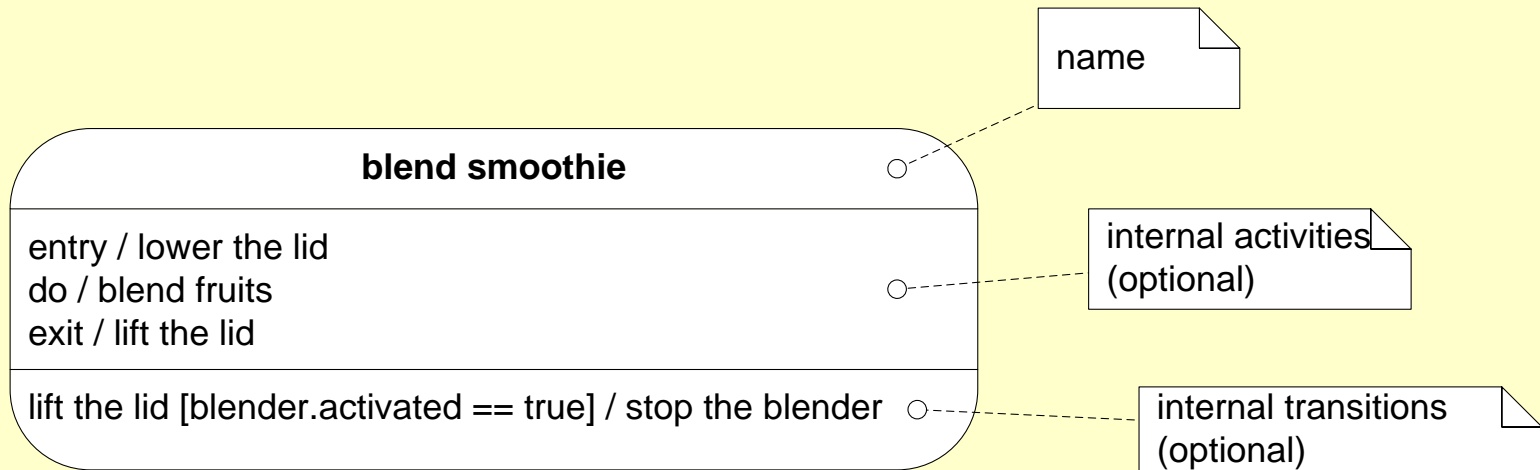 name
blend smoothie
entry / lower the lid
do / blend fruits
exit / lift the lid
internal activities
(optional)
lift the lid [blender.activated == true] / stop the blender
internal transitions
(optional)